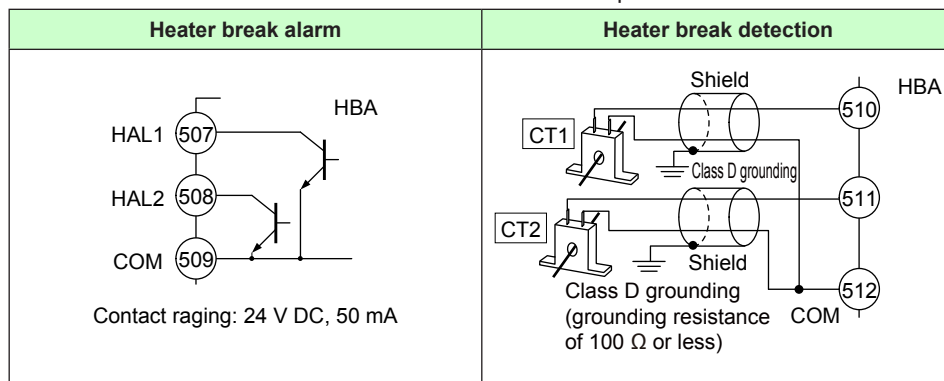 Heater break alarm
HBA
HAL1 507
HAL2 508
COM 509
Contact raging: 24 V DC, 50 mA
Heater break detection
Shield
HBA
510
CT1
Class D grounding
511
CT2
Shield
Class D grounding
(grounding resistance
of 100 Ω or less)
COM
512